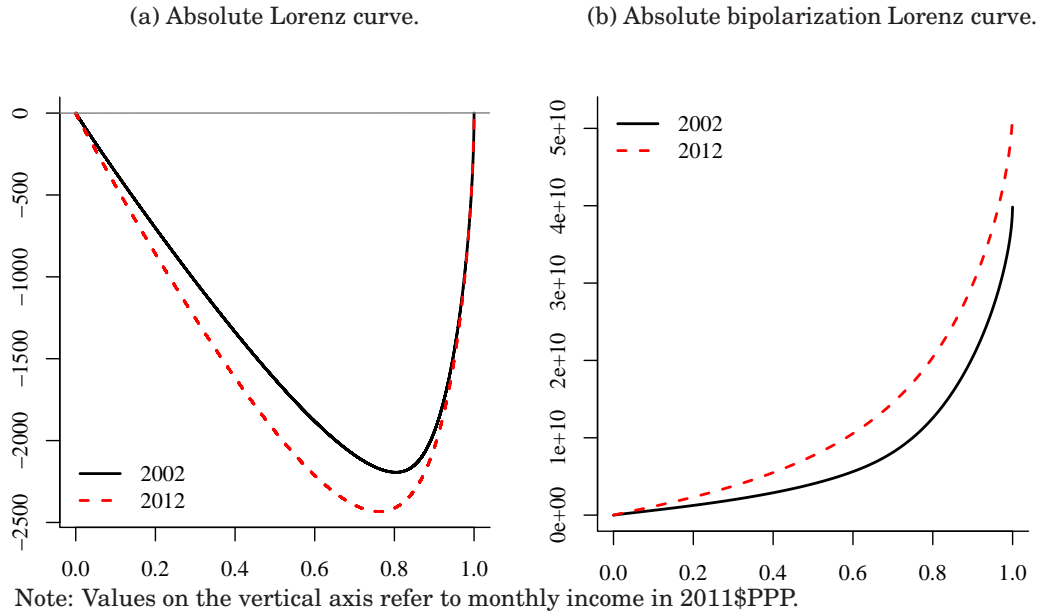 (a) Absolute Lorenz curve.
0
−500
−1000
−1500
−2000
−2500
2002
2012
0.0 0.2 0.4 0.6 0.8 1.0
(b) Absolute bipolarization Lorenz curve.
5e+10
4e+10
3e+10
2e+10
1e+10
0e+00
2002
2012
0.0 0.2 0.4 0.6 0.8 1.0
Note: Values on the vertical axis refer to monthly income in 2011$PPP.